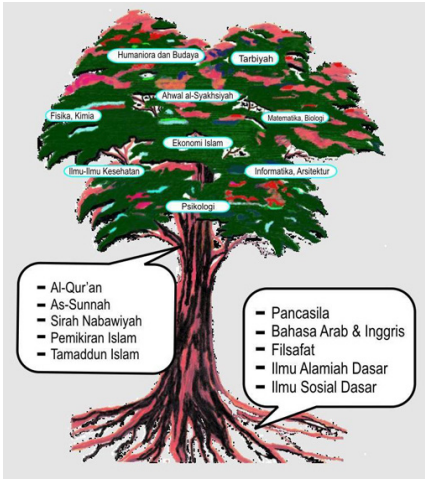 Humaniora dan Budaya
Tarbiyah
Ahwal al-Syakhsiyah
Fisika, Kimia
Matematika, Biologi
Ekonomi Islam
Ilmu-Ilmu Kesehatan
Informatika, Arsitektur
Psikologi
- Al-Qur'an
- As-Sunnah
- Sirah Nabawiyah
- Pemikiran Islam
- Tamaddun Islam
- Pancasila
- Bahasa Arab & Inggris
- Filsafat
- Ilmu Alamiah Dasar
- Ilmu Sosial Dasar